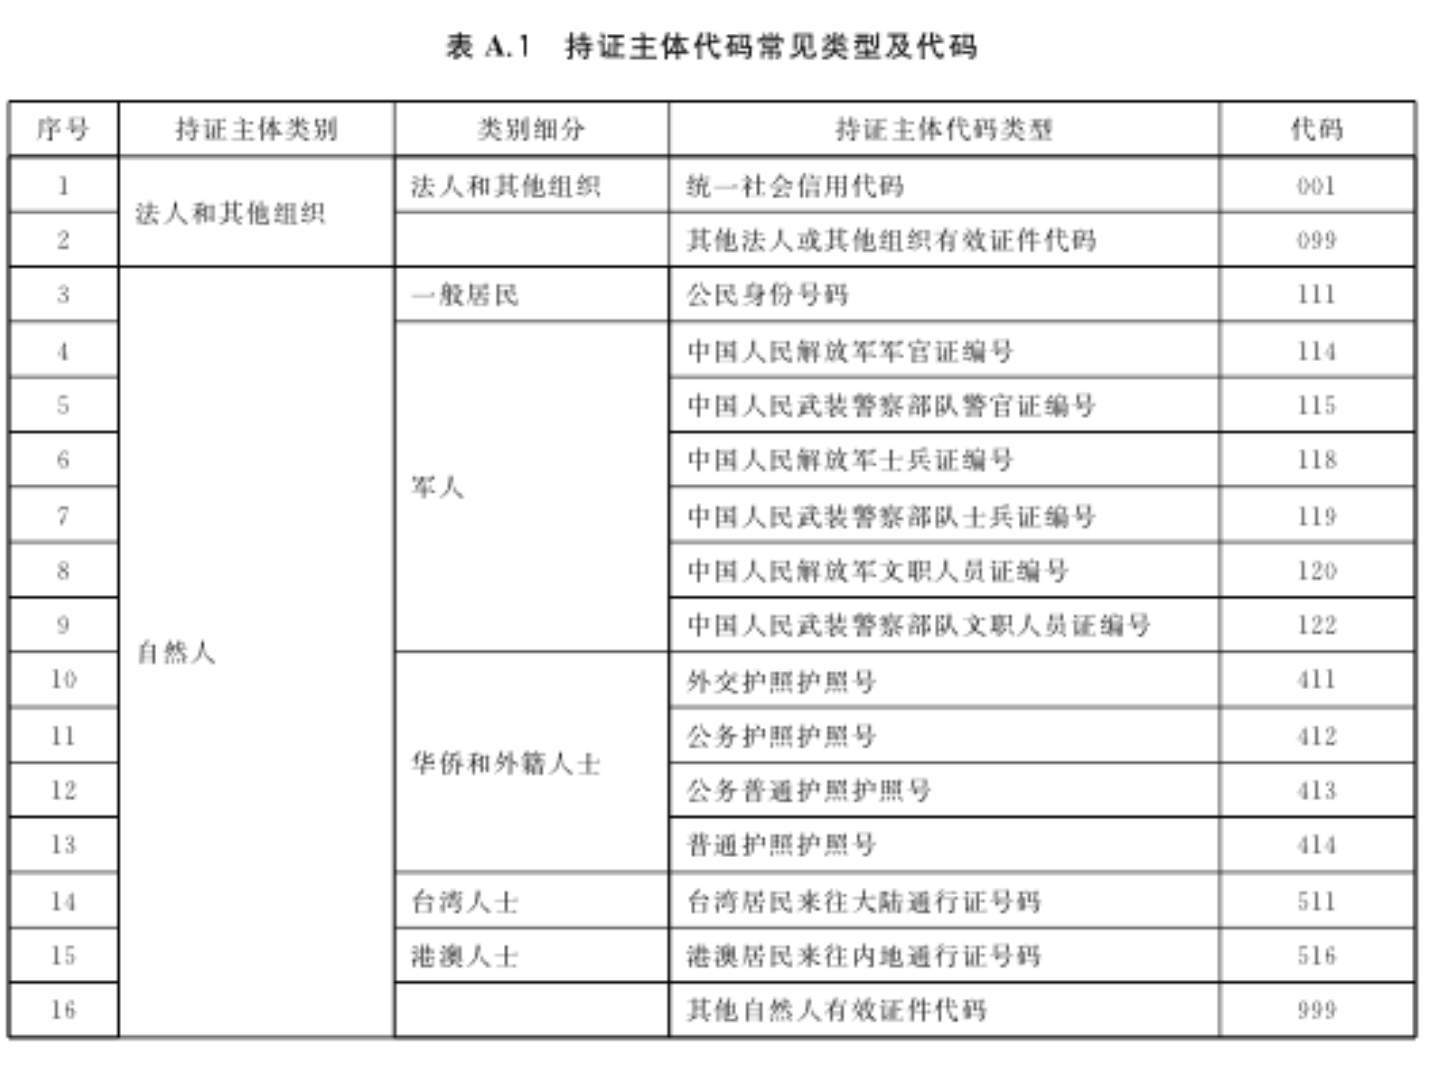 表 A.1 持证主体代码常见类型及代码
序号 持证主体类别 类别细分 持证主体代码类型 代码
1 法人和其他组织 法人和其他组织 统一社会信用代码 001
2 其他法人或其他组织有效证件代码 099
3 自然人 一般居民 公民身份号码 111
4 军人 中国人民解放军军官证编号 114
5 中国人民武装警察部队警官证编号 115
6 中国人民解放军士兵证编号 118
7 中国人民武装警察部队士兵证编号 119
8 中国人民解放军文职人员证编号 120
9 中国人民武装警察部队文职人员证编号 122
10 华侨和外籍人士 外交护照护照号 411
11 公务护照护照号 412
12 公务普通护照护照号 413
13 普通护照护照号 414
14 台湾人士 台湾居民来往大陆通行证号码 511
15 港澳人士 港澳居民来往内地通行证号码 516
16 其他自然人有效证件代码 999